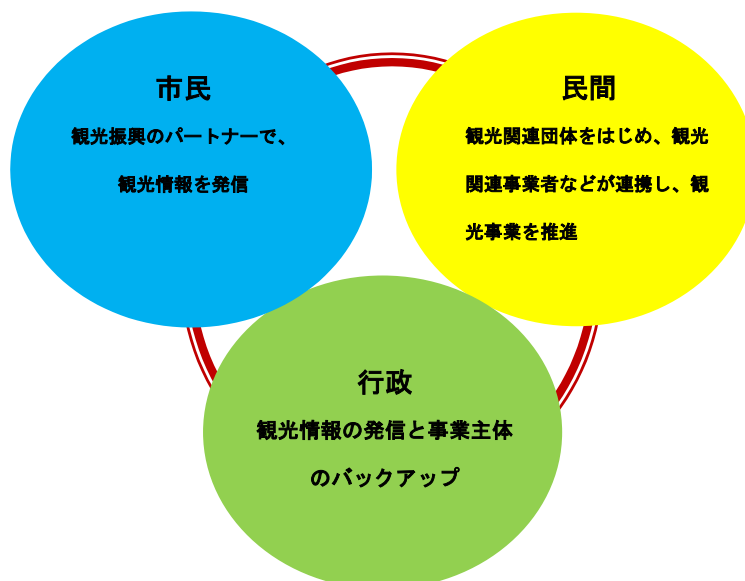 市民
観光振興のパートナーで、
観光情報を発信
民間
観光関連団体をはじめ、観光
関連事業者などが連携し、観
光事業を推進
行政
観光情報の発信と事業主体
のバックアップ